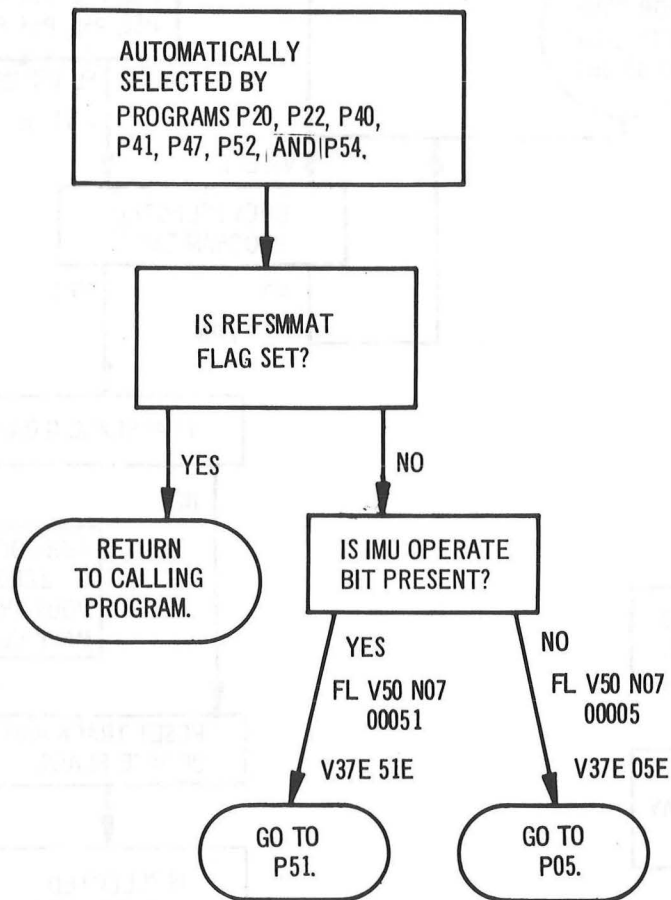 AUTOMATICALLY
SELECTED BY
PROGRAMS P20, P22, P40,
P41, P47, P52, AND P54.
IS REFSMMAT
FLAG SET?
YES
NO
RETURN
TO CALLING
PROGRAM.
IS IMU OPERATE
BIT PRESENT?
YES
NO
FL V50 N07
00051
FL V50 N07
00005
V37E 51E
V37E 05E
GO TO
P51.
GO TO
P05.